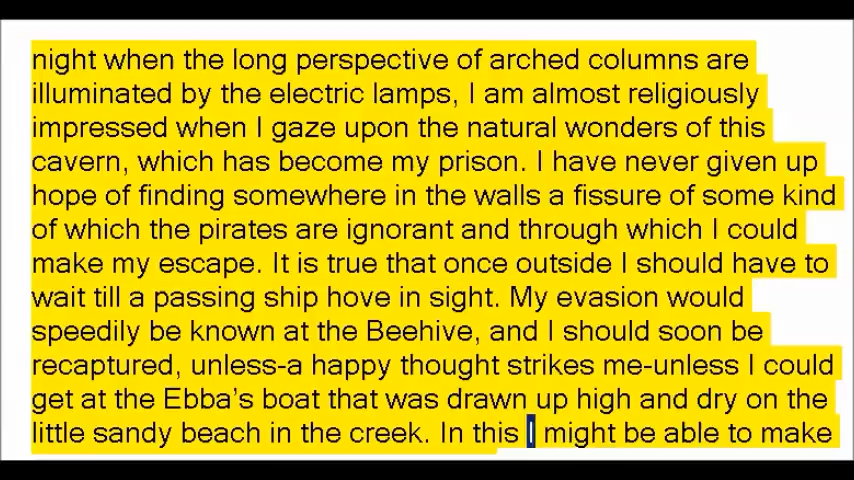 night when the long perspective of arched columns are
illuminated by the electric lamps, I am almost religiously
impressed when I gaze upon the natural wonders of this
cavern, which has become my prison. I have never given up
hope of finding somewhere in the walls a fissure of some kind
of which the pirates are ignorant and through which I could
make my escape. It is true that once outside I should have to
wait till a passing ship hove in sight. My evasion would
speedily be known at the Beehive, and I should soon be
recaptured, unless-a happy thought strikes me-unless I could
get at the Ebba’s boat that was drawn up high and dry on the
little sandy beach in the creek. In this I might be able to make